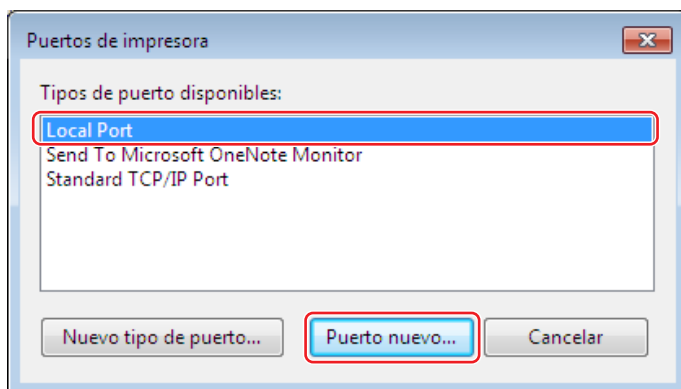 Puertos de impresora
Tipos de puerto disponibles:
Local Port
Send To Microsoft OneNote Monitor
Standard TCP/IP Port
Nuevo tipo de puerto... Puerto nuevo... Cancelar